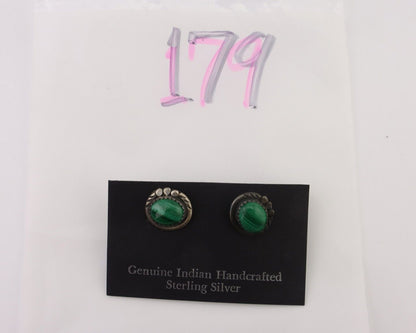 179
Genuine Indian Handcrafted
Sterling Silver